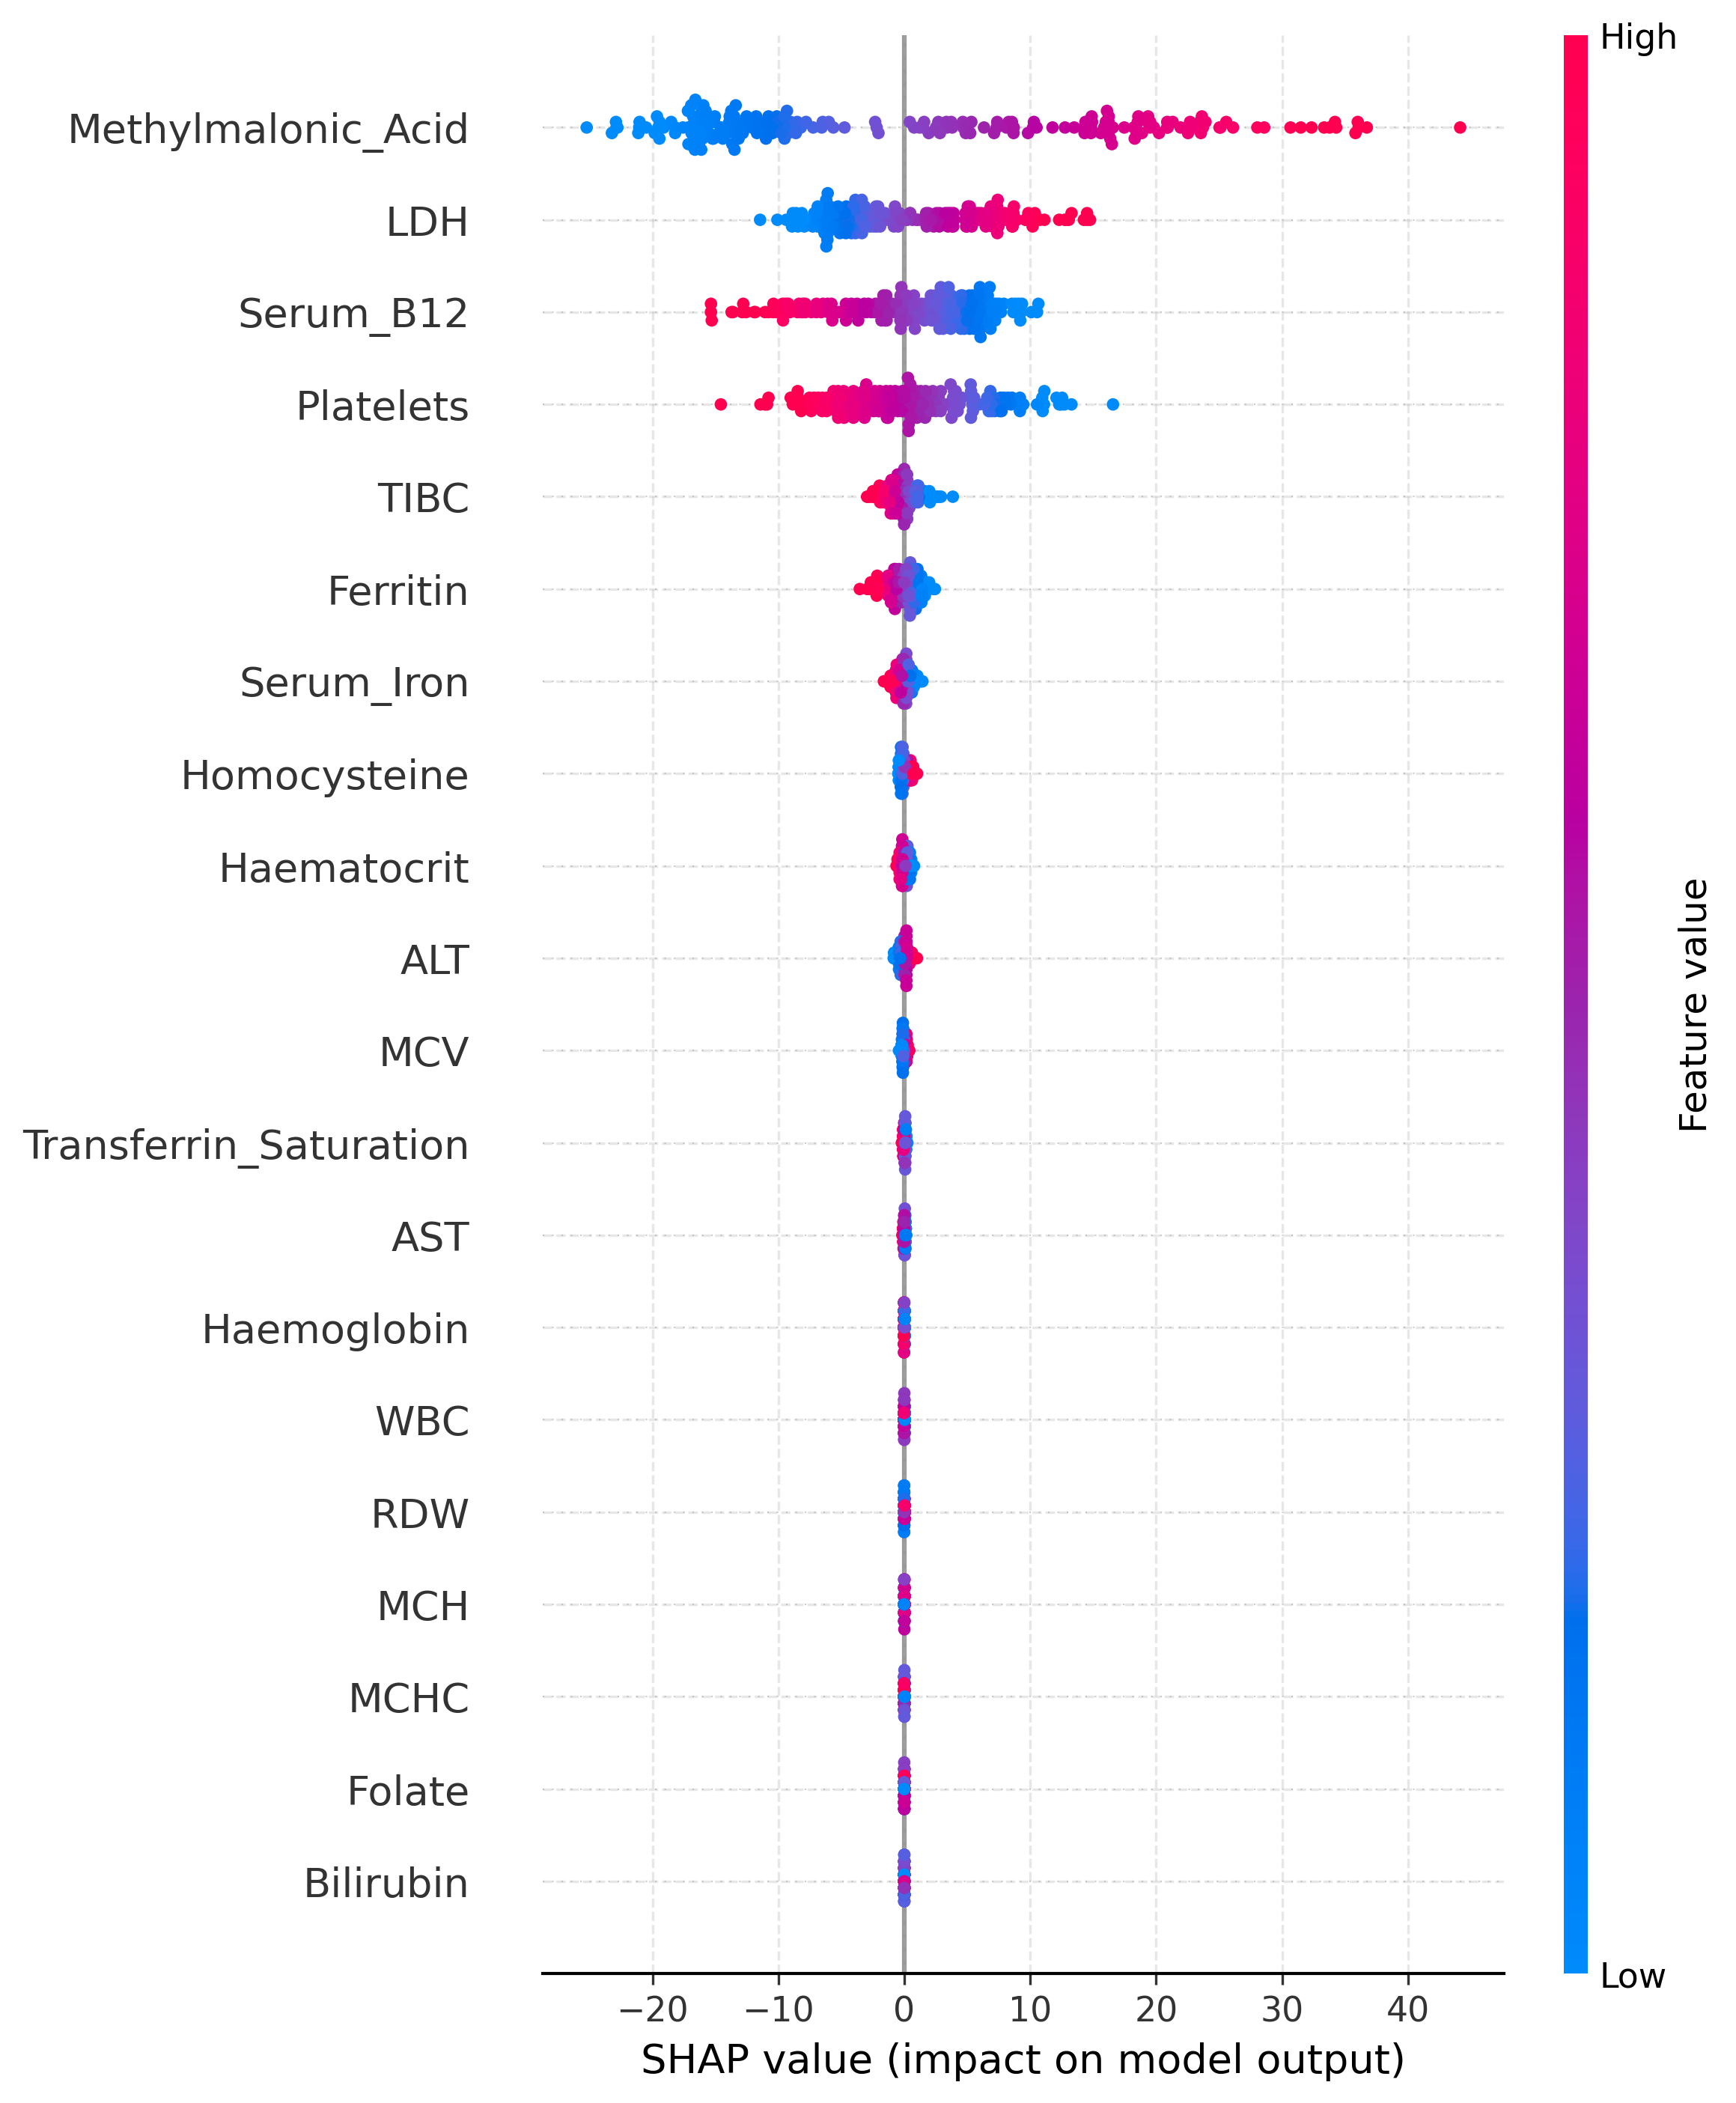 High
Methylmalonic_Acid
LDH
Serum_B12
Platelets
TIBC
Ferritin
Serum_Iron
Homocysteine
Haematocrit
ALT
MCV
Transferrin_Saturation
AST
Haemoglobin
WBC
RDW
MCH
MCHC
Folate
Bilirubin
Feature value
Low
−20 −10 0 10 20 30 40
SHAP value (impact on model output)